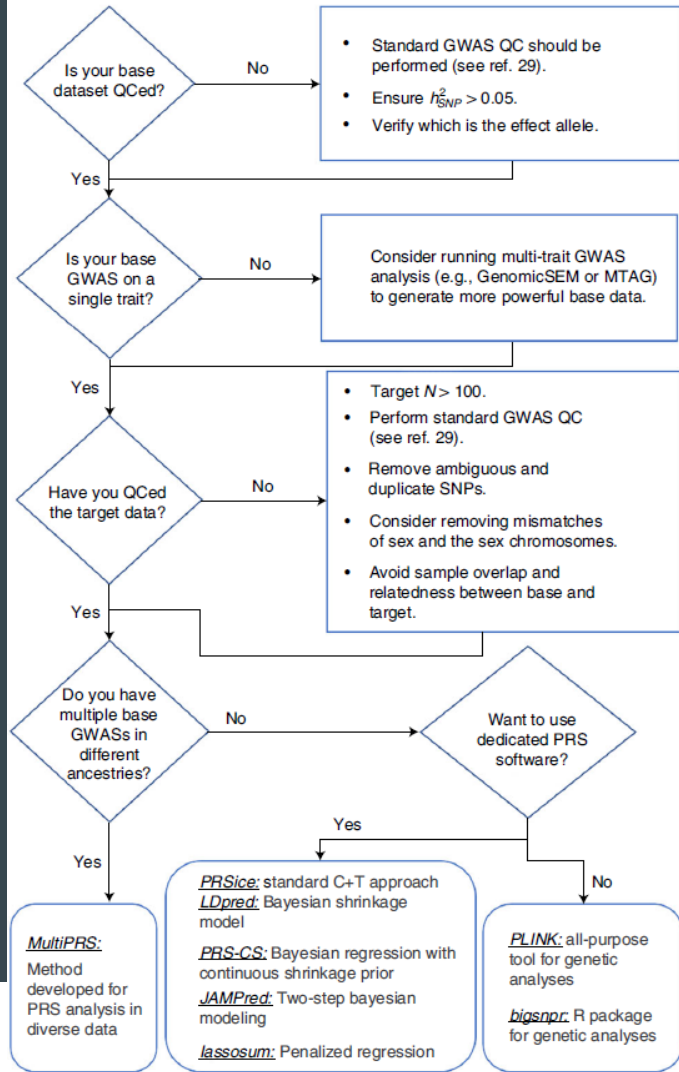 Is your base
dataset QCed?
No
• Standard GWAS QC should be
performed (see ref. 29).
• Ensure h²SNP > 0.05.
• Verify which is the effect allele.
Yes
Is your base
GWAS on a
single trait?
No
Consider running multi-trait GWAS
analysis (e.g., GenomicSEM or MTAG)
to generate more powerful base data.
Yes
Have you QCed
the target data?
No
• Target N > 100.
• Perform standard GWAS QC
(see ref. 29).
• Remove ambiguous and
duplicate SNPs.
• Consider removing mismatches
of sex and the sex chromosomes.
• Avoid sample overlap and
relatedness between base and
target.
Yes
Do you have
multiple base
GWASs in
different
ancestries?
No
Want to use
dedicated PRS
software?
Yes
Yes
No
MultiPRS:
Method
developed for
PRS analysis in
diverse data
PRSice: standard C+T approach
LDpred: Bayesian shrinkage
model
PRS-CS: Bayesian regression with
continuous shrinkage prior
JAMPred: Two-step bayesian
modeling
lassosum: Penalized regression
PLINK: all-purpose
tool for genetic
analyses
bigsnpr: R package
for genetic analyses